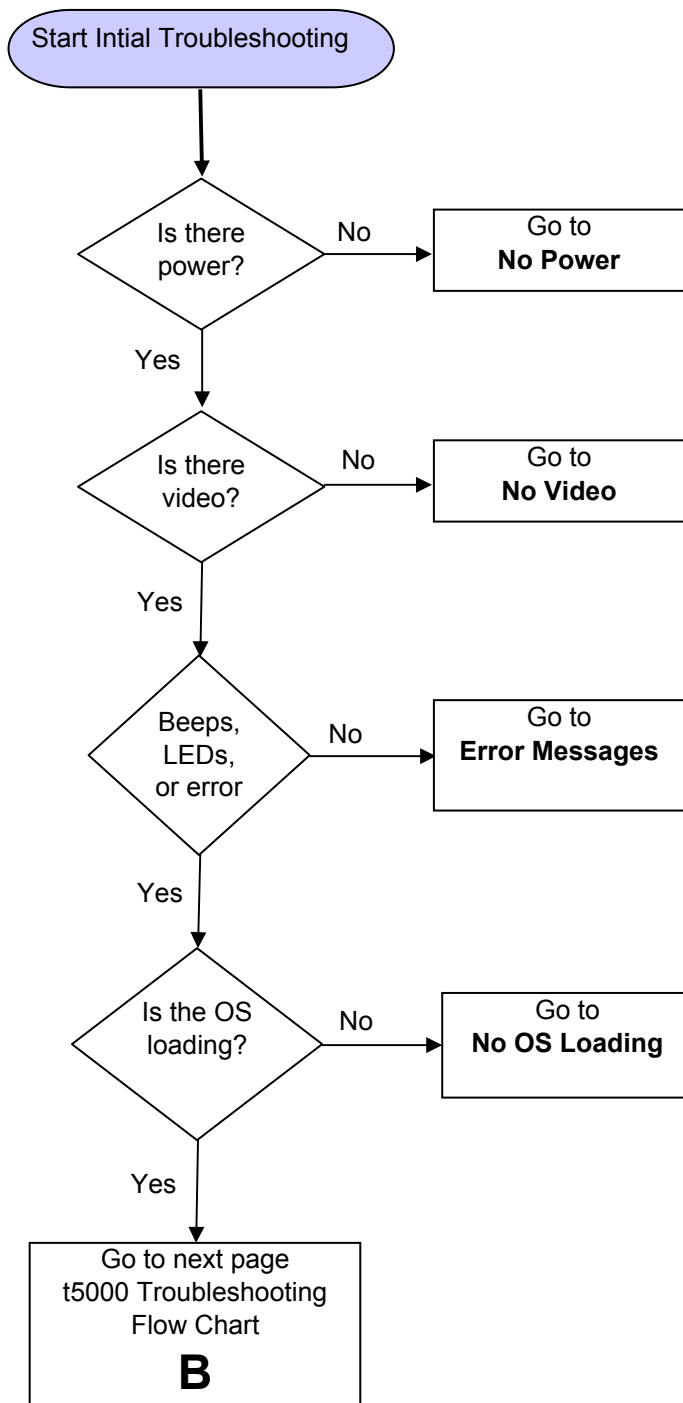 Start Intial Troubleshooting
Is there
power?
No
Go to
No Power
Yes
Is there
video?
No
Go to
No Video
Yes
Beeps,
LEDs,
or error
No
Go to
Error Messages
Yes
Is the OS
loading?
No
Go to
No OS Loading
Yes
Go to next page
t5000 Troubleshooting
Flow Chart
B